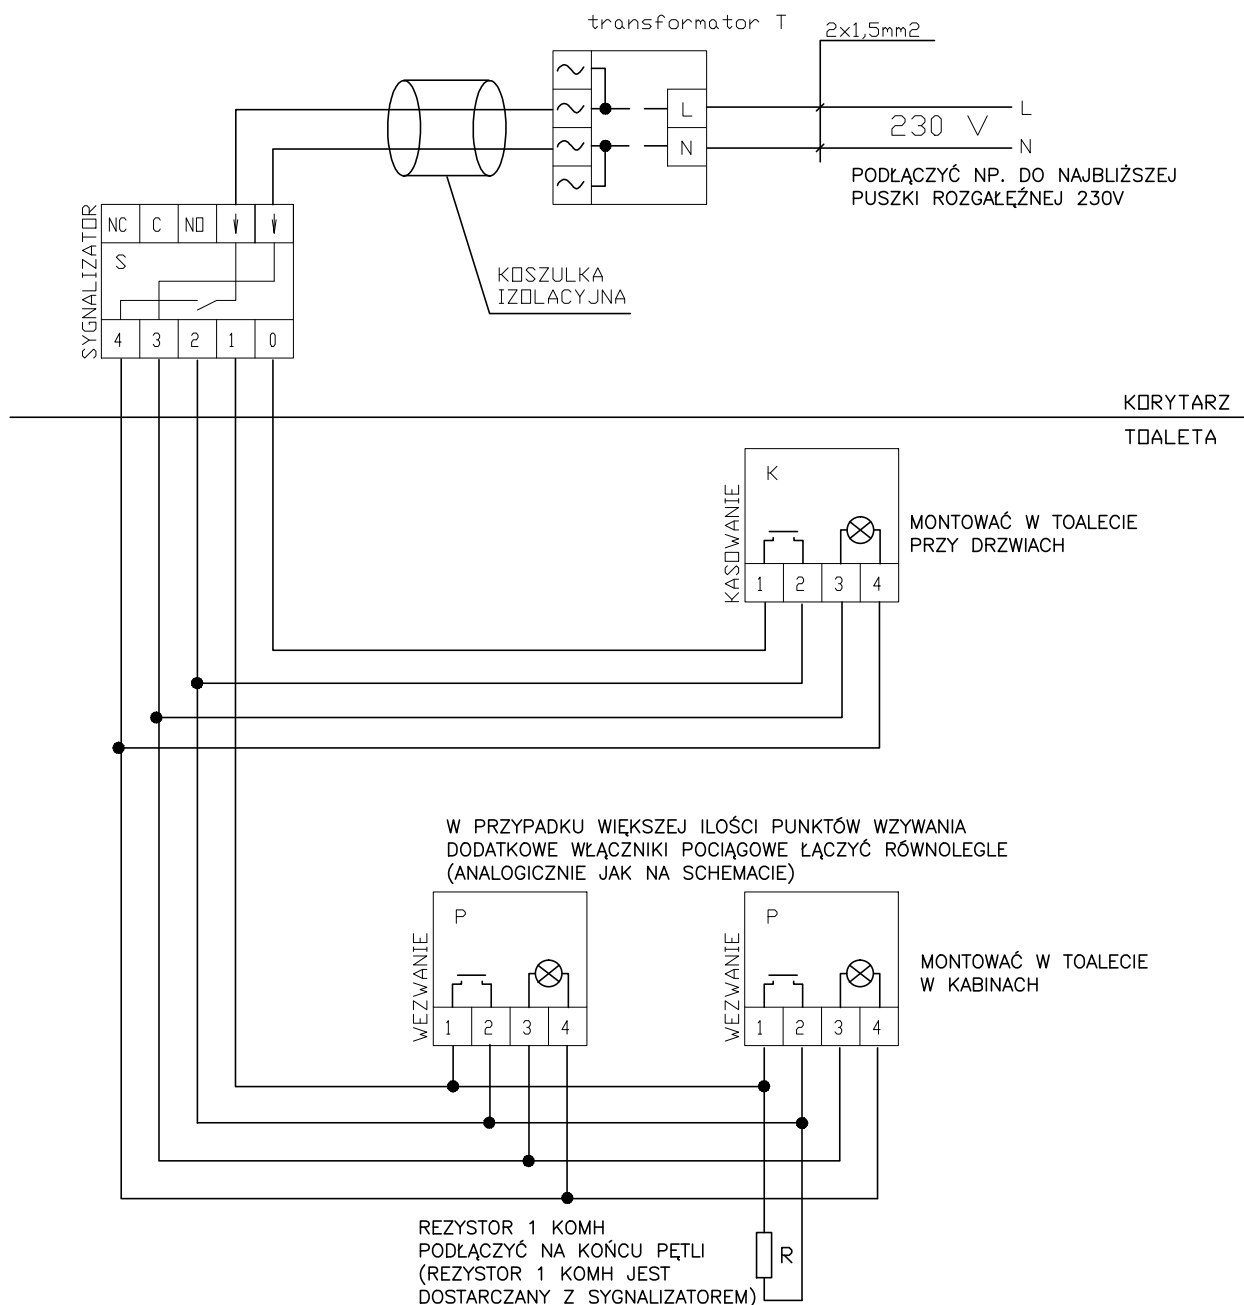 transformator T
2x1,5mm2
L
L
230 V
N
N
PODŁĄCZYĆ NP. DO NAJBLIŻSZEJ
PUSZKI ROZGAŁĘŹNEJ 230V
SYGNALIZATOR
NC C NO
S
KOSZULKA
IZOLACYJNA
4 3 2 1 0
KORYTARZ
TOALETA
KASOWANIE
K
MONTOWAĆ W TOALECIE
PRZY DRZWIACH
1 2 3 4
W PRZYPADKU WIĘKSZEJ ILOŚCI PUNKTÓW WZYWANIA
DODATKOWE WŁĄCZNIKI POCIĄGOWE ŁĄCZYĆ RÓWNOLEGLE
(ANALOGICZNIE JAK NA SCHEMACIE)
WEZWANIE
P
1 2 3 4
WEZWANIE
P
MONTOWAĆ W TOALECIE
W KABINACH
1 2 3 4
REZYSTOR 1 KOMH
PODŁĄCZYĆ NA KOŃCU PĘTLI
(REZYSTOR 1 KOMH JEST
DOSTARCZANY Z SYGNALIZATOREM)
R